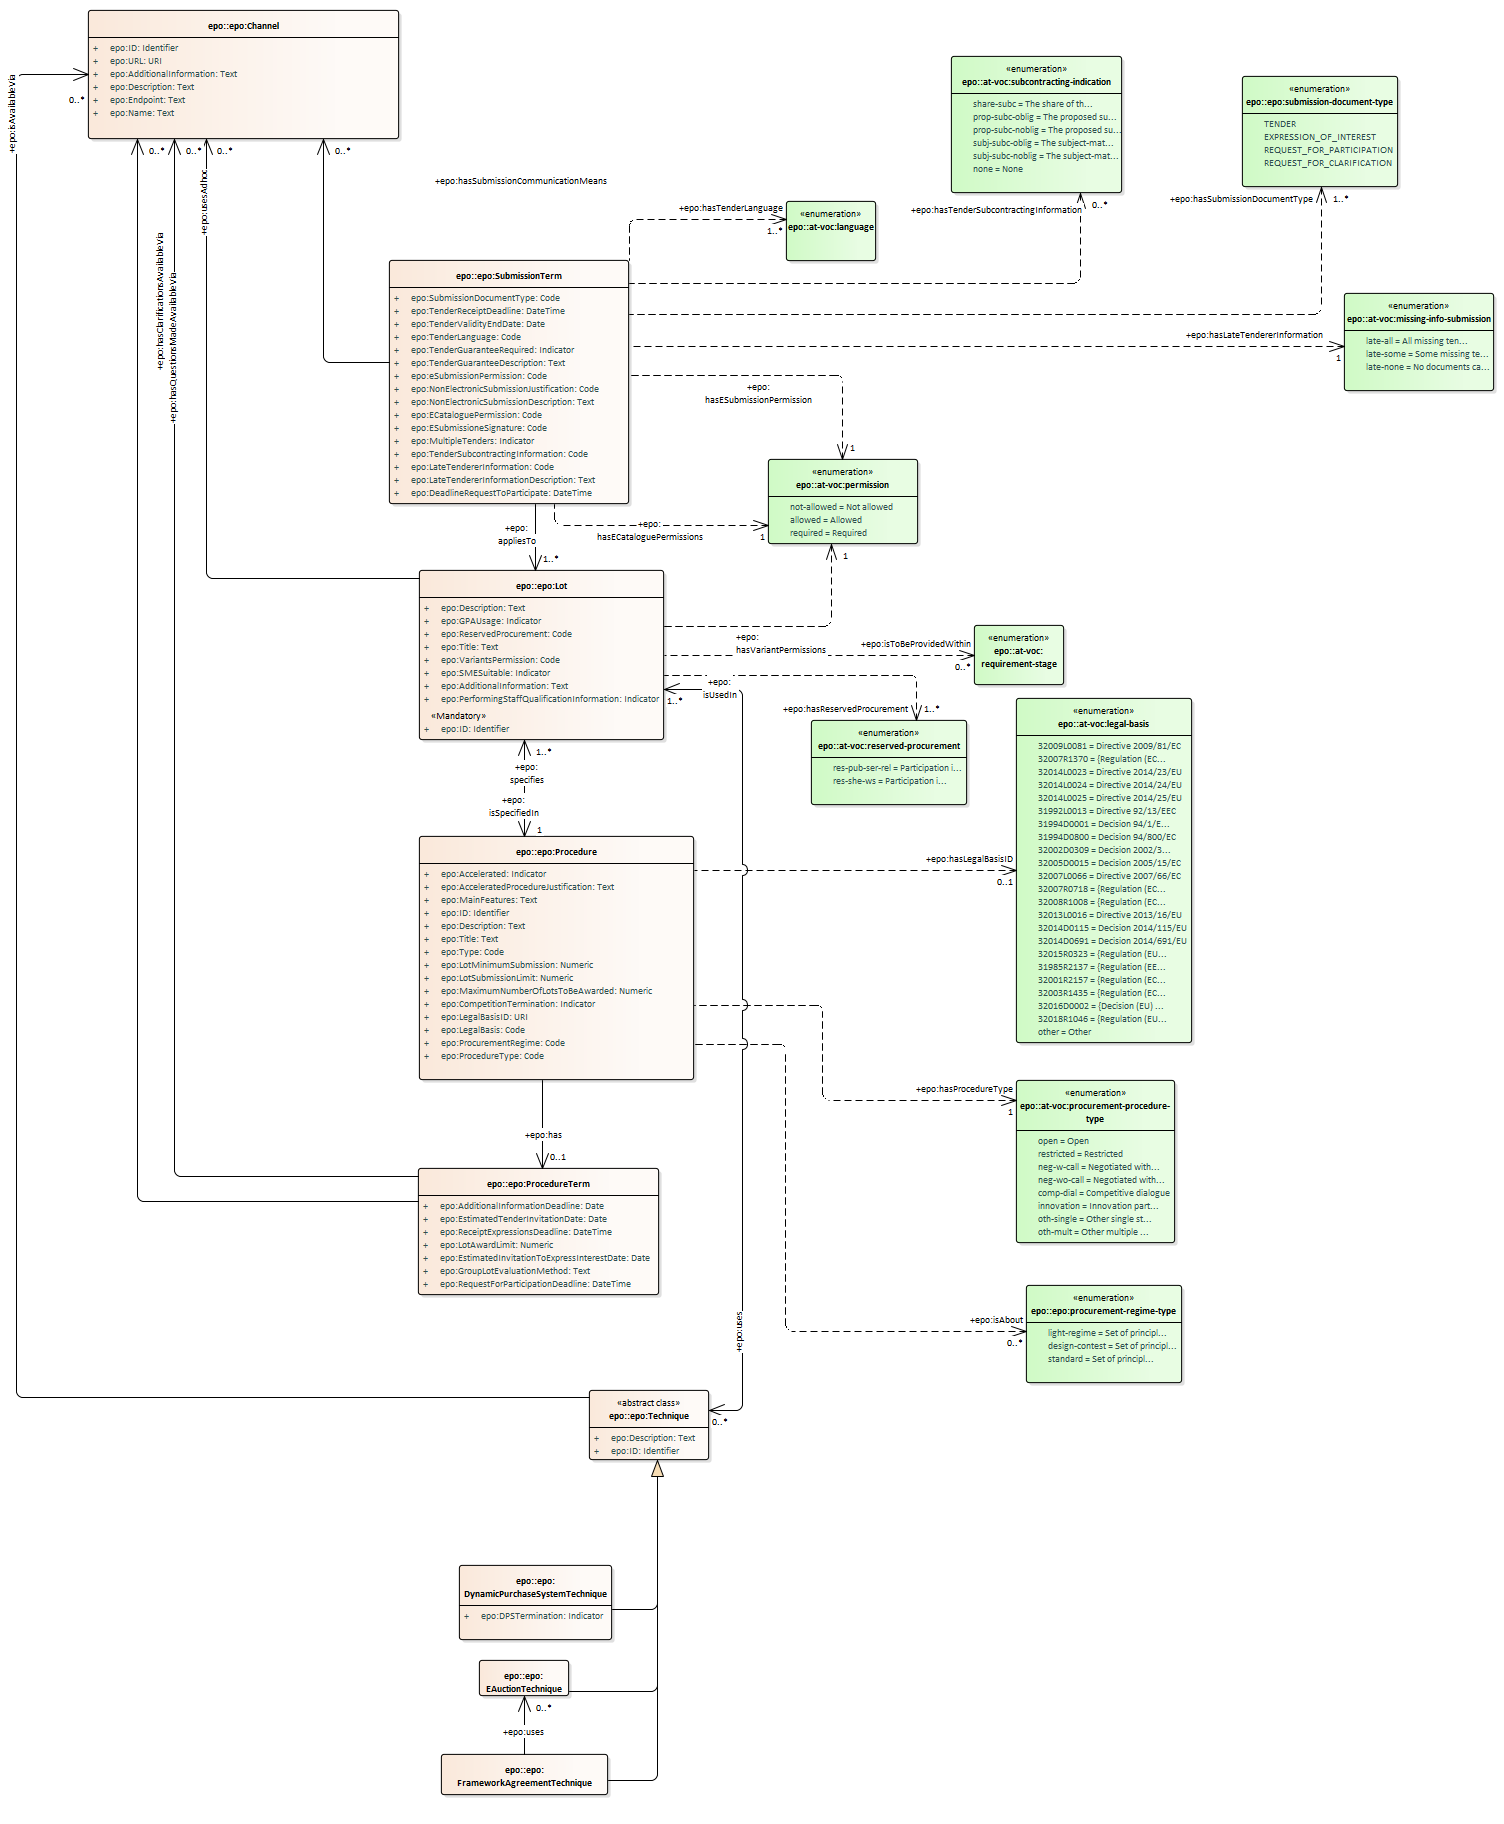 epo::epo:Channel
+ epo:ID: Identifier
+ epo:URL: URI
+ epo:AdditionalInformation: Text
+ epo:Description: Text
+ epo:Endpoint: Text
+ epo:Name: Text
+epo:isAvailableVia
0..*
0..*
0..*
0..*
0..*
+epo:usesAdhoc
+epo:hasClarificationsAvailableVia
+epo:hasQuestionsMadeAvailableVia
+epo:hasSubmissionCommunicationMeans
«enumeration»
epo::at-voc:subcontracting-indication
share-subc = The share of th...
prop-subc-oblig = The proposed su...
prop-subc-noblig = The proposed su...
subj-subc-oblig = The subject-mat...
subj-subc-noblig = The subject-mat...
none = None
«enumeration»
epo::epo:submission-document-type
TENDER
EXPRESSION_OF_INTEREST
REQUEST_FOR_PARTICIPATION
REQUEST_FOR_CLARIFICATION
+epo:hasTenderLanguage
1..*
«enumeration»
epo::at-voc:language
+epo:hasTenderSubcontractingInformation
0..*
+epo:hasSubmissionDocumentType
1..*
epo::epo:SubmissionTerm
+ epo:SubmissionDocumentType: Code
+ epo:TenderReceiptDeadline: DateTime
+ epo:TenderValidityEndDate: Date
+ epo:TenderLanguage: Code
+ epo:TenderGuaranteeRequired: Indicator
+ epo:TenderGuaranteeDescription: Text
+ epo:eSubmissionPermission: Code
+ epo:NonElectronicSubmissionJustification: Code
+ epo:NonElectronicSubmissionDescription: Text
+ epo:ECataloguePermission: Code
+ epo:ESubmissioneSignature: Code
+ epo:MultipleTenders: Indicator
+ epo:TenderSubcontractingInformation: Code
+ epo:LateTendererInformation: Code
+ epo:LateTendererInformationDescription: Text
+ epo:DeadlineRequestToParticipate: DateTime
+epo:hasLateTendererInformation
1
«enumeration»
epo::at-voc:missing-info-submission
late-all = All missing ten...
late-some = Some missing te...
late-none = No documents ca...
+epo:
hasESubmissionPermission
1
«enumeration»
epo::at-voc:permission
not-allowed = Not allowed
allowed = Allowed
required = Required
+epo:
hasECataloguePermissions
1
+epo:
appliesTo
1..*
1
+epo:
hasVariantPermissions
epo::epo:Lot
+ epo:Description: Text
+ epo:GPAUsage: Indicator
+ epo:ReservedProcurement: Code
+ epo:Title: Text
+ epo:VariantsPermission: Code
+ epo:SMESuitable: Indicator
+ epo:AdditionalInformation: Text
+ epo:PerformingStaffQualificationInformation: Indicator
«Mandatory»
+ epo:ID: Identifier
+epo:isToBeProvidedWithin
0..*
«enumeration»
epo::at-voc:
requirement-stage
+epo:
isUsedIn
1..*
+epo:hasReservedProcurement
1..*
«enumeration»
epo::at-voc:reserved-procurement
res-pub-ser-rel = Participation i...
res-she-ws = Participation i...
«enumeration»
epo::at-voc:legal-basis
32009L0081 = Directive 2009/81/EC
32007R1370 = {Regulation (EC...
32014L0023 = Directive 2014/23/EU
32014L0024 = Directive 2014/24/EU
32014L0025 = Directive 2014/25/EU
31992L0013 = Directive 92/13/EEC
31994D0001 = Decision 94/1/E...
31994D0800 = Decision 94/800/EC
32002D0309 = Decision 2002/3...
32005D0015 = Decision 2005/15/EC
32007L0066 = Directive 2007/66/EC
32007R0718 = {Regulation (EC...
32008R1008 = {Regulation (EC...
32013L0016 = Directive 2013/16/EU
32014D0115 = Decision 2014/115/EU
32014D0691 = Decision 2014/691/EU
32015R0323 = {Regulation (EU...
31985R2137 = {Regulation (EE...
32001R2157 = {Regulation (EC...
32003R1435 = {Regulation (EC...
32016D0002 = {Decision (EU) ...
32018R1046 = {Regulation (EU...
other = Other
1..*
+epo:
specifies
+epo:
isSpecifiedIn
1
epo::epo:Procedure
+ epo:Accelerated: Indicator
+ epo:AcceleratedProcedureJustification: Text
+ epo:MainFeatures: Text
+ epo:ID: Identifier
+ epo:Description: Text
+ epo:Title: Text
+ epo:Type: Code
+ epo:LotMinimumSubmission: Numeric
+ epo:LotSubmissionLimit: Numeric
+ epo:MaximumNumberOfLotsToBeAwarded: Numeric
+ epo:CompetitionTermination: Indicator
+ epo:LegalBasisID: URI
+ epo:LegalBasis: Code
+ epo:ProcurementRegime: Code
+ epo:ProcedureType: Code
+epo:hasLegalBasisID
0..1
+epo:hasProcedureType
1
«enumeration»
epo::at-voc:procurement-procedure-
type
open = Open
restricted = Restricted
neg-w-call = Negotiated with...
neg-wo-call = Negotiated with...
comp-dial = Competitive dialogue
innovation = Innovation part...
oth-single = Other single st...
oth-mult = Other multiple ...
+epo:has
0..1
epo::epo:ProcedureTerm
+ epo:AdditionalInformationDeadline: Date
+ epo:EstimatedTenderInvitationDate: Date
+ epo:ReceiptExpressionsDeadline: DateTime
+ epo:LotAwardLimit: Numeric
+ epo:EstimatedInvitationToExpressInterestDate: Date
+ epo:GroupLotEvaluationMethod: Text
+ epo:RequestForParticipationDeadline: DateTime
+epo:isAbout
0..*
«enumeration»
epo::epo:procurement-regime-type
light-regime = Set of principl...
design-contest = Set of principl...
standard = Set of principl...
+epo:uses
0..*
«abstract class»
epo::epo:Technique
+ epo:Description: Text
+ epo:ID: Identifier
epo::epo:
DynamicPurchaseSystemTechnique
+ epo:DPSTermination: Indicator
epo::epo:
EAuctionTechnique
0..*
+epo:uses
epo::epo:
FrameworkAgreementTechnique